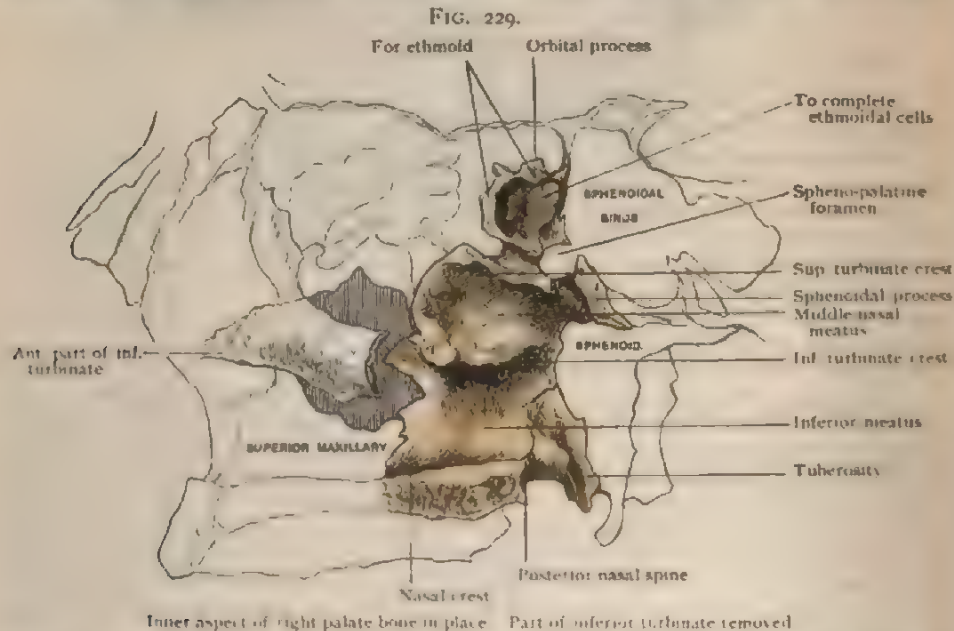 FIG. 229.
For ethmoid
Orbital process
To complete
ethmoidal cells
SPHENOIDAL
SINUS
Spheno-palatine
foramen
Sup. turbinate crest
Sphenoidal process
Middle nasal
meatus
SPHENOID.
Ant. part of inf.
turbinate
Inf. turbinate crest
Inferior meatus
SUPERIOR MAXILLARY
Tuberosity
Posterior nasal spine
Nasal crest
Inner aspect of right palate bone in place Part of inferior turbinate removed